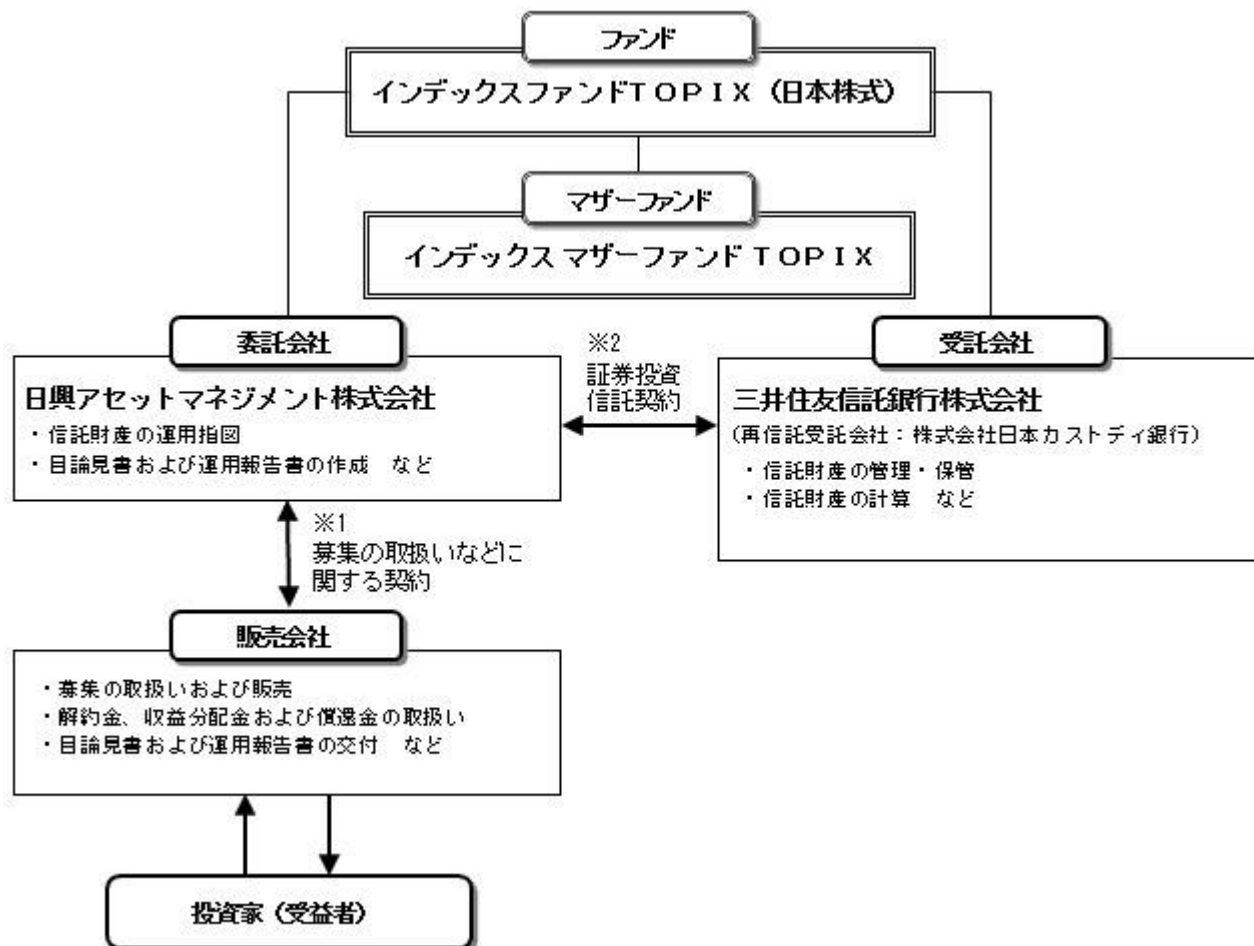 ファンド
インデックスファンドＴＯＰＩＸ（日本株式）
マザーファンド
インデックス マザーファンド ＴＯＰＩＸ
委託会社
日興アセットマネジメント株式会社
・信託財産の運用指図
・目論見書および運用報告書の作成　など
※2
証券投資
信託契約
受託会社
三井住友信託銀行株式会社
（再信託受託会社：株式会社日本カストディ銀行）
・信託財産の管理・保管
・信託財産の計算　など
※1
募集の取扱いなどに
関する契約
販売会社
・募集の取扱いおよび販売
・解約金、収益分配金および償還金の取扱い
・目論見書および運用報告書の交付　など
投資家（受益者）